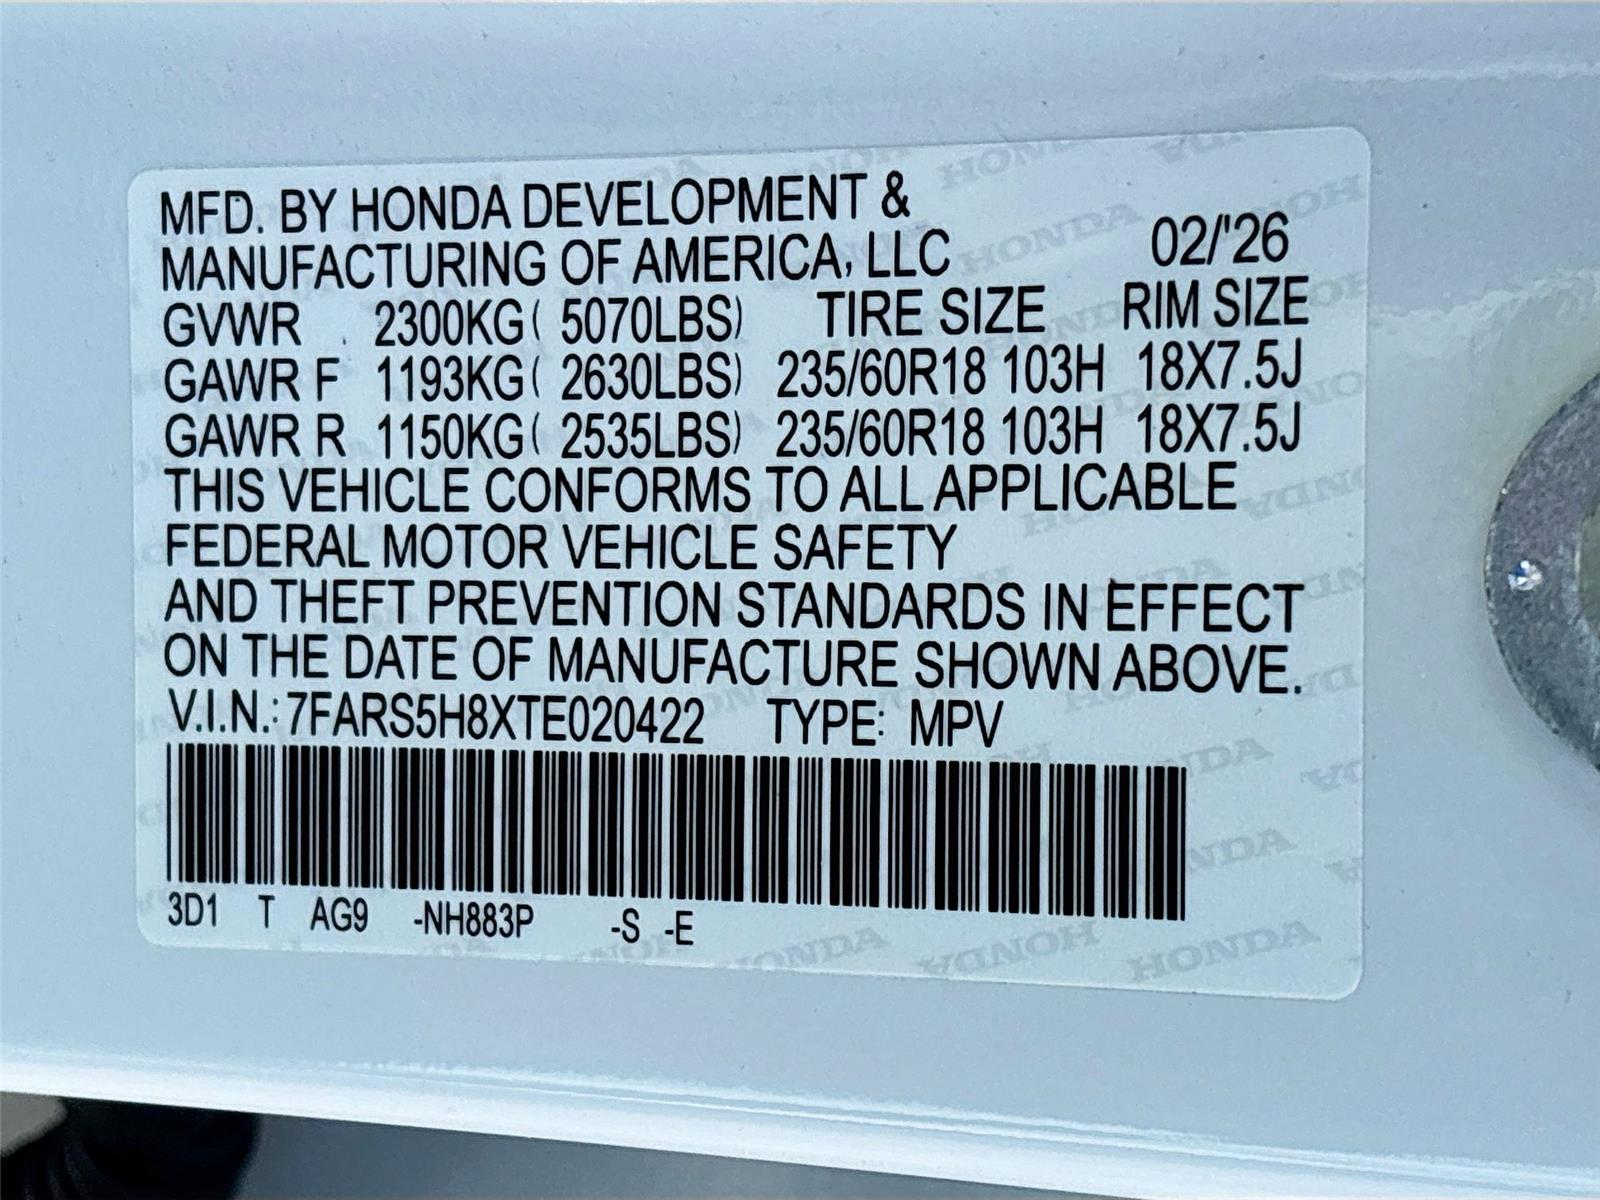 MFD. BY HONDA DEVELOPMENT &
MANUFACTURING OF AMERICA, LLC 02/'26
GVWR 2300KG( 5070LBS) TIRE SIZE RIM SIZE
GAWR F 1193KG( 2630LBS) 235/60R18 103H 18X7.5J
GAWR R 1150KG( 2535LBS) 235/60R18 103H 18X7.5J
THIS VEHICLE CONFORMS TO ALL APPLICABLE
FEDERAL MOTOR VEHICLE SAFETY
AND THEFT PREVENTION STANDARDS IN EFFECT
ON THE DATE OF MANUFACTURE SHOWN ABOVE.
V.I.N.: 7FARS5H8XTE020422 TYPE: MPV
3D1 T AG9 -NH883P -S -E